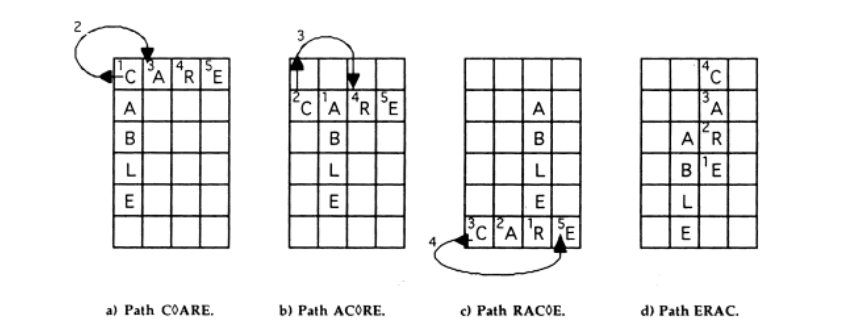 2
1C 3A 4R 5E
A
B
L
E
a) Path C◊ARE.
3
2C 1A 4R 5E
B
L
E
b) Path AC◊RE.
A
B
L
E
3C 2A 1R 5E
4
c) Path RAC◊E.
4C
3A
A 2R
B 1E
L
E
d) Path ERAC.